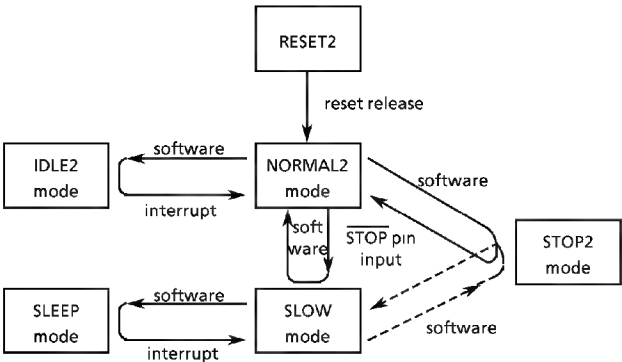 RESET2
reset release
IDLE2
mode
software
interrupt
NORMAL2
mode
software
soft
ware
S̅T̅O̅P̅ pin
input
STOP2
mode
SLEEP
mode
software
interrupt
SLOW
mode
software